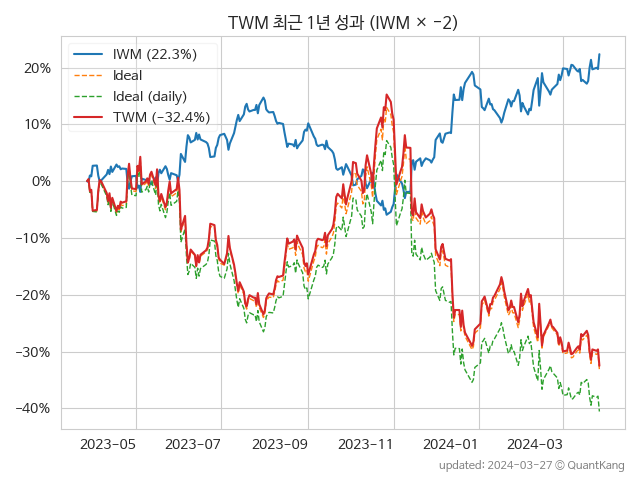 TWM 최근 1년 성과 (IWM × −2)
IWM (22.3%)
Ideal
Ideal (daily)
TWM (−32.4%)
20%
10%
0%
−10%
−20%
−30%
−40%
2023-05 2023-07 2023-09 2023-11 2024-01 2024-03
updated: 2024-03-27 © QuantKang